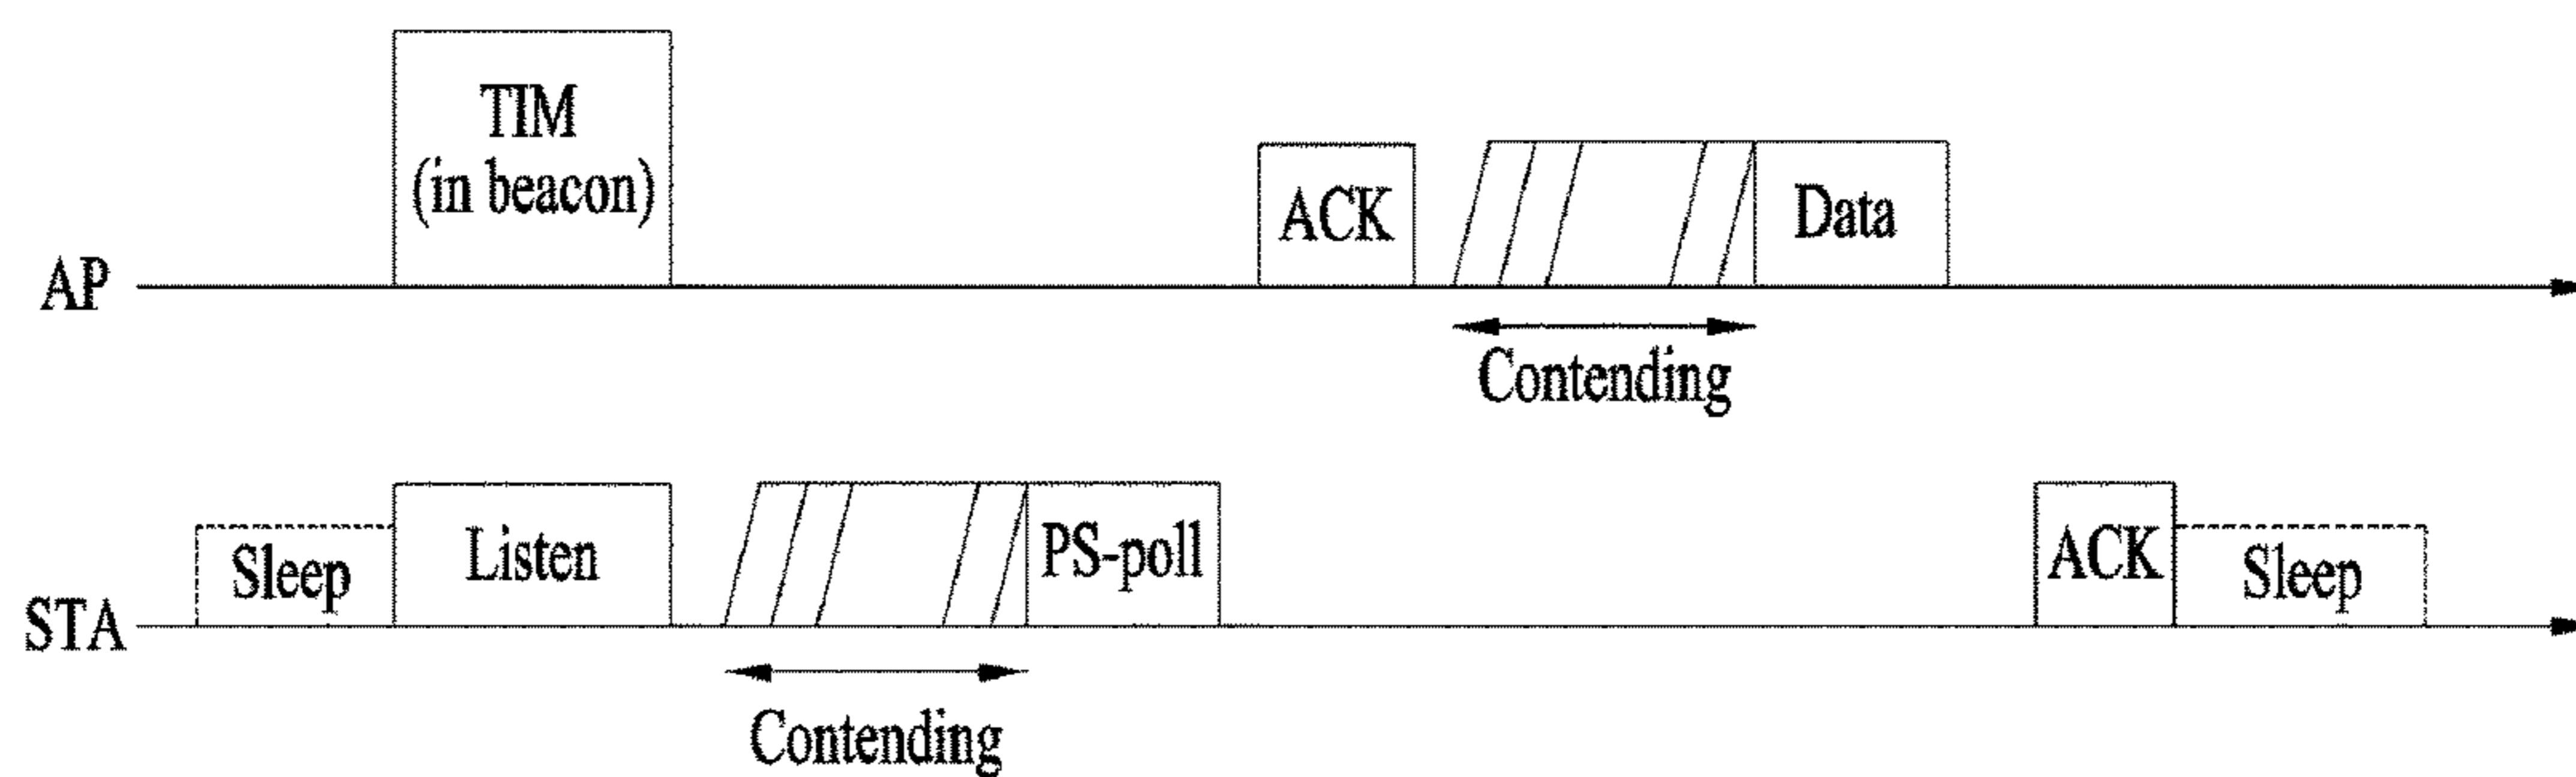 TIM
(in beacon)
ACK
Data
AP
Contending
Sleep
Listen
PS-poll
ACK
Sleep
STA
Contending